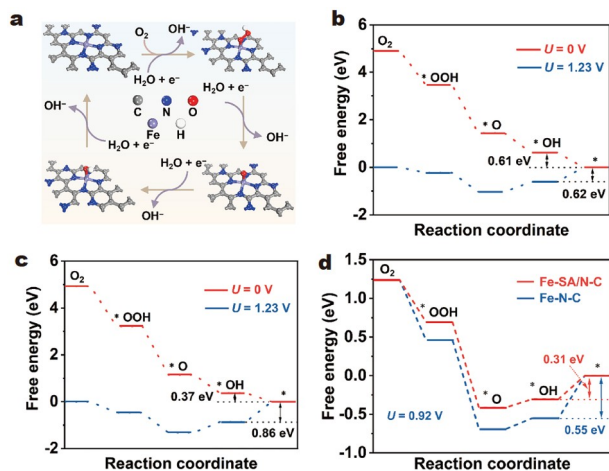 a
O₂
OH⁻
H₂O + e⁻
OH⁻
H₂O + e⁻
C N O
Fe H
H₂O + e⁻
OH⁻
H₂O + e⁻
OH⁻
b
Free energy (eV)
6
4
2
0
-2
O₂
* OOH
* O
* OH
*
U = 0 V
U = 1.23 V
0.61 eV
0.62 eV
Reaction coordinate
c
Free energy (eV)
6
4
2
0
-2
O₂
* OOH
* O
* OH
*
U = 0 V
U = 1.23 V
0.37 eV
0.86 eV
Reaction coordinate
d
Free energy (eV)
1.5
1.0
0.5
0.0
-0.5
-1.0
O₂
* OOH
* O
* OH
*
Fe-SA/N-C
Fe-N-C
0.31 eV
U = 0.92 V
0.55 eV
Reaction coordinate